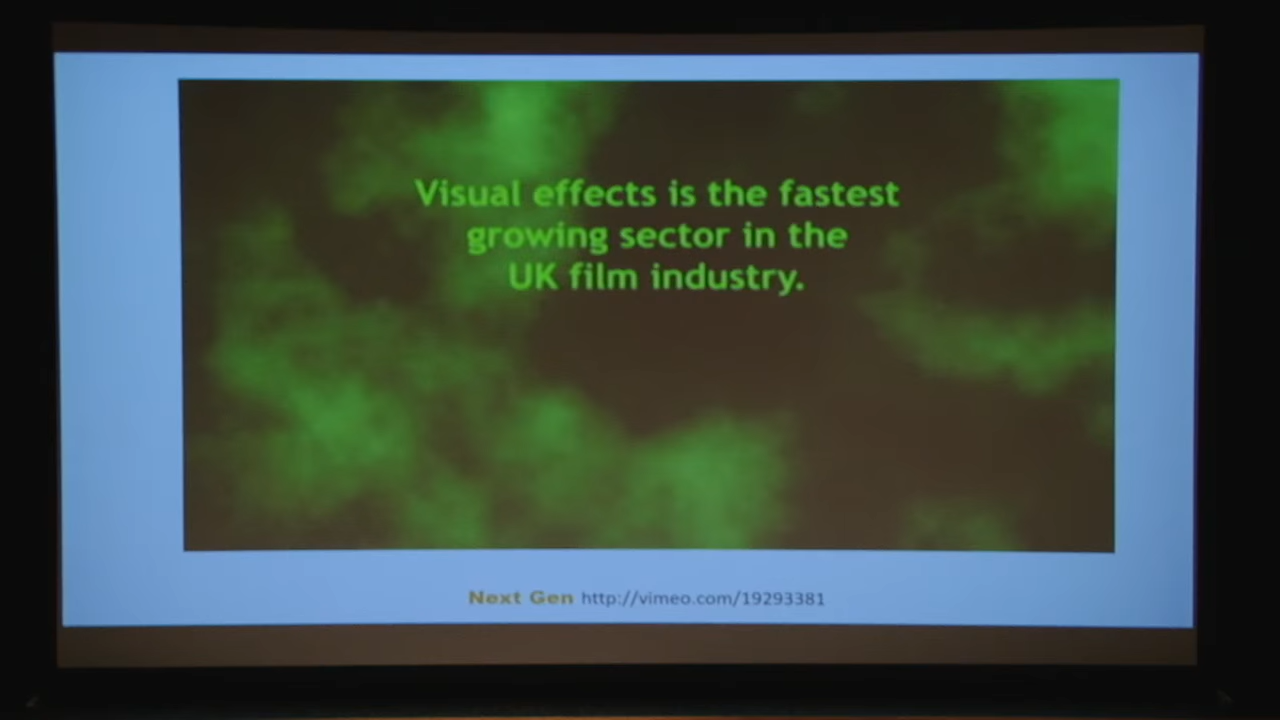 Visual effects is the fastest
growing sector in the
UK film industry.
Next Gen http://vimeo.com/19293381